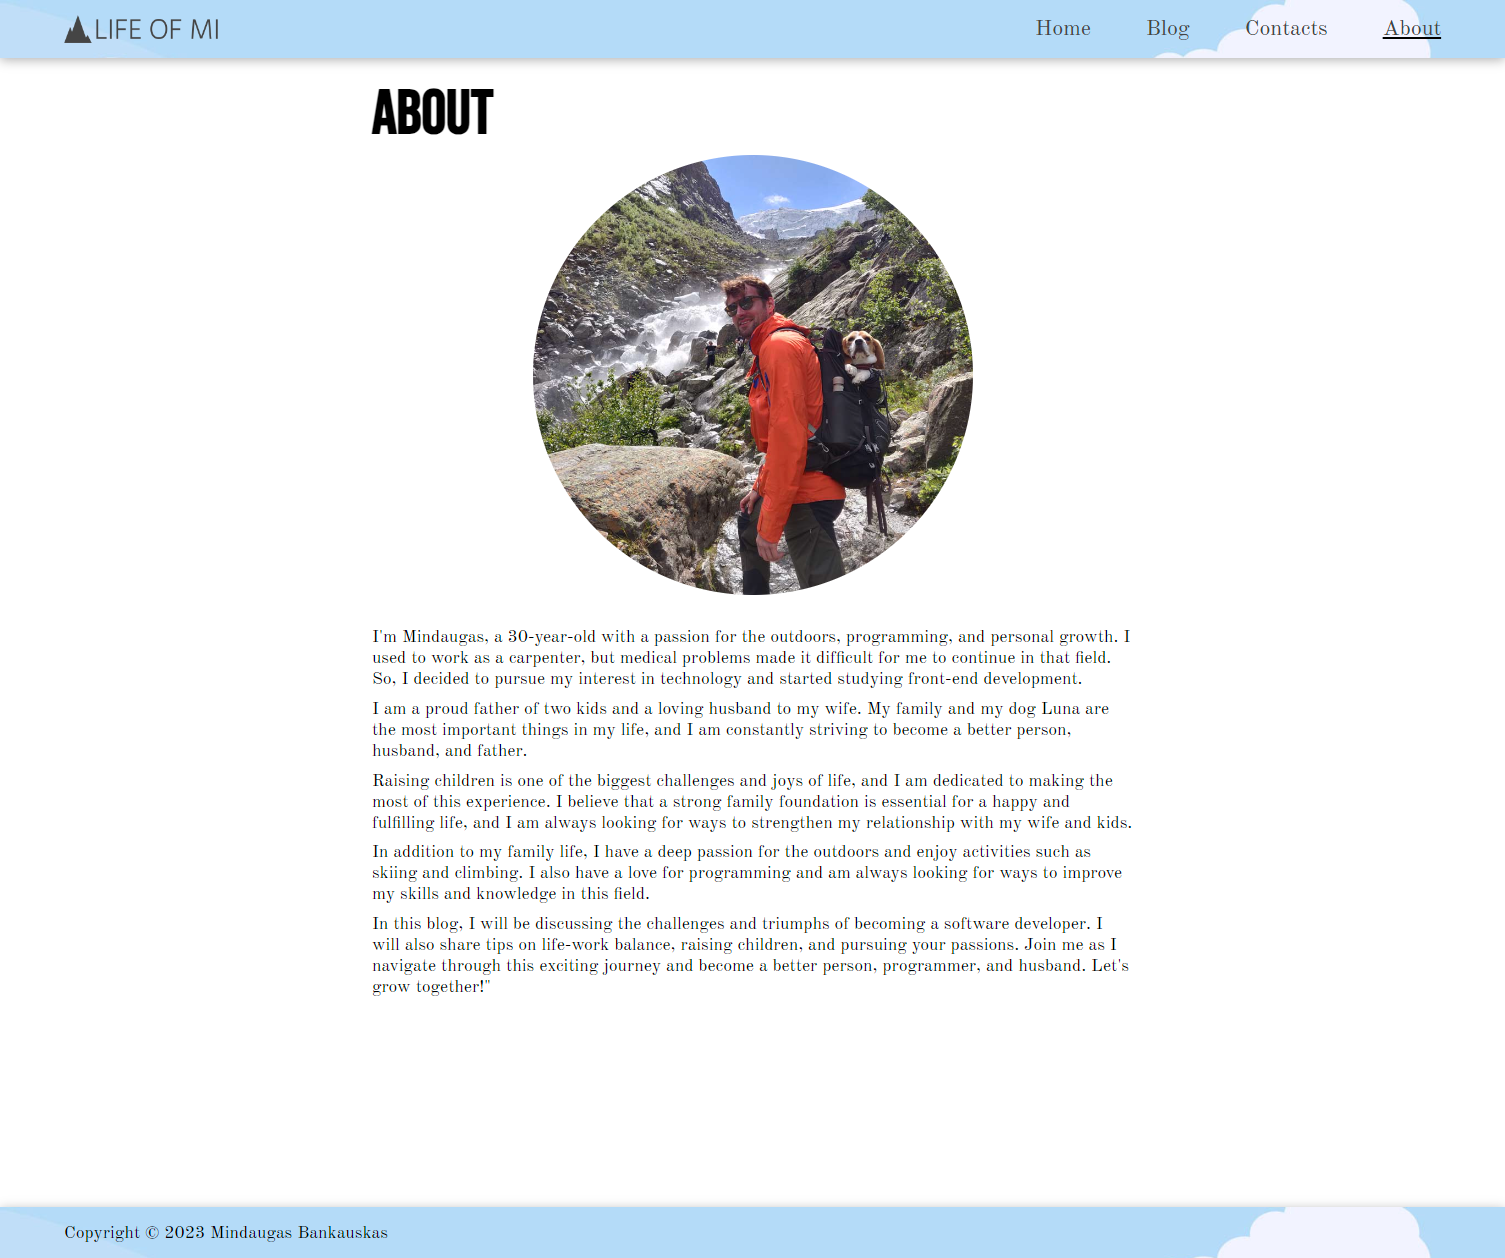 LIFE OF MI
Home Blog Contacts About
ABOUT
I'm Mindaugas, a 30-year-old with a passion for the outdoors, programming, and personal growth. I
used to work as a carpenter, but medical problems made it difficult for me to continue in that field.
So, I decided to pursue my interest in technology and started studying front-end development.
I am a proud father of two kids and a loving husband to my wife. My family and my dog Luna are
the most important things in my life, and I am constantly striving to become a better person,
husband, and father.
Raising children is one of the biggest challenges and joys of life, and I am dedicated to making the
most of this experience. I believe that a strong family foundation is essential for a happy and
fulfilling life, and I am always looking for ways to strengthen my relationship with my wife and kids.
In addition to my family life, I have a deep passion for the outdoors and enjoy activities such as
skiing and climbing. I also have a love for programming and am always looking for ways to improve
my skills and knowledge in this field.
In this blog, I will be discussing the challenges and triumphs of becoming a software developer. I
will also share tips on life-work balance, raising children, and pursuing your passions. Join me as I
navigate through this exciting journey and become a better person, programmer, and husband. Let's
grow together!"
Copyright © 2023 Mindaugas Bankauskas